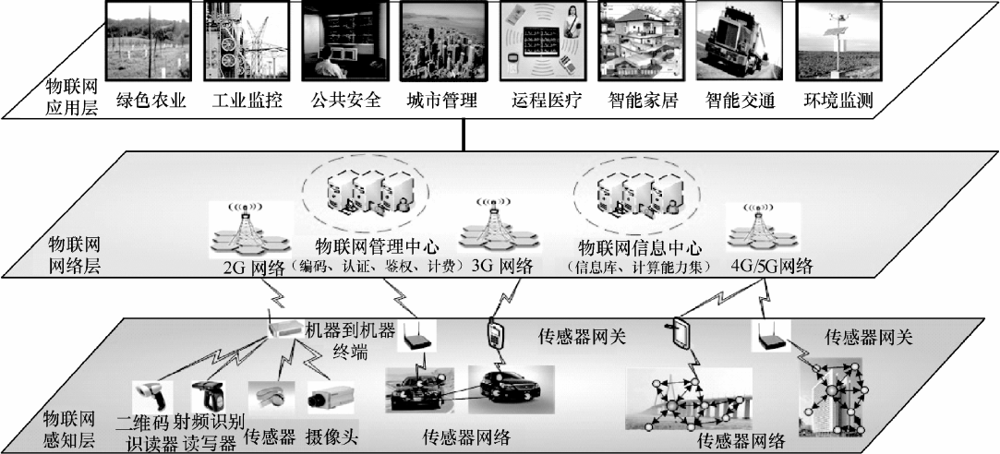 物联网
应用层
绿色农业
工业监控
公共安全
城市管理
运程医疗
智能家居
智能交通
环境监测
物联网
网络层
2G 网络
物联网管理中心
(编码、认证、鉴权、计费)
3G 网络
物联网信息中心
(信息库、计算能力集)
4G/5G网络
机器到机器
终端
传感器网关
传感器网关
物联网
感知层
二维码
识读器
射频识别
读写器
传感器
摄像头
传感器网络
传感器网络